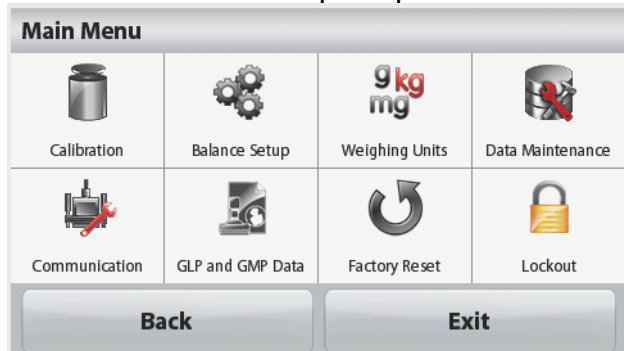 Main Menu
g kg
mg
Calibration
Balance Setup
Weighing Units
Data Maintenance
Communication
GLP and GMP Data
Factory Reset
Lockout
Back
Exit